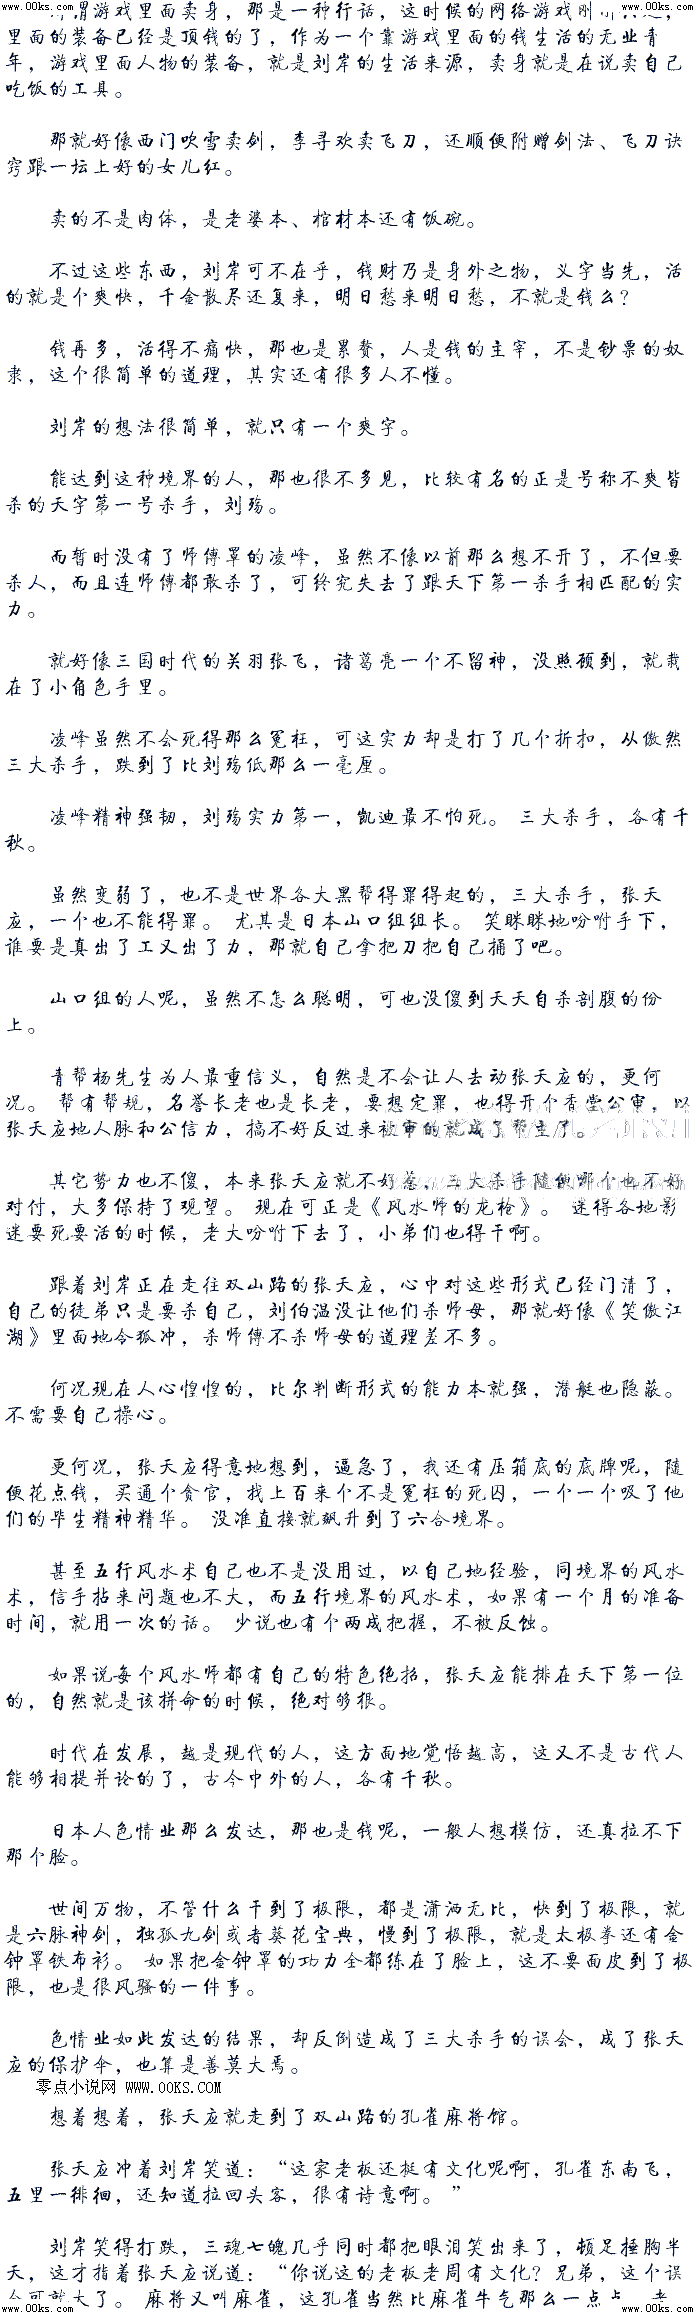 www.00ks.com www.00ks.com
游戏里面卖身，那是一种行话，这时候的网络游戏刚
里面的装备已经是顶钱的了，作为一个靠游戏里面的钱生活的无业青
年，游戏里面人物的装备，就是刘岸的生活来源，卖身就是在说卖自己
吃饭的工具。
那就好像西门吹雪卖剑，李寻欢卖飞刀，还顺便附赠剑法、飞刀诀
窍跟一坛上好的女儿红。
卖的不是肉体，是老婆本、棺材本还有饭碗。
不过这些东西，刘岸可不在乎，钱财乃是身外之物，义字当先，活
的就是个爽快，千金散尽还复来，明日愁来明日愁，不就是钱么？
钱再多，活得不痛快，那也是累赘，人是钱的主宰，不是钞票的奴
隶，这个很简单的道理，其实还有很多人不懂。
刘岸的想法很简单，就只有一个爽字。
能达到这种境界的人，那也很不多见，比较有名的正是号称不爽皆
杀的天字第一号杀手，刘殇。
而暂时没有了师傅罩的凌峰，虽然不像以前那么想不开了，不但要
杀人，而且连师傅都敢杀了，可终究失去了跟天下第一杀手相匹配的实
力。
就好像三国时代的关羽张飞，诸葛亮一个不留神，没照顾到，就栽
在了小角色手里。
凌峰虽然不会死得那么冤枉，可这实力却是打了几个折扣，从傲然
三大杀手，跌到了比刘殇低那么一毫厘。
凌峰精神强韧，刘殇实力第一，凯迪最不怕死。 三大杀手，各有千
秋。
虽然变弱了，也不是世界各大黑帮得罪得起的，三大杀手，张天
应，一个也不能得罪。 尤其是日本山口组组长。 笑眯眯地吩咐手下，
谁要是真出了工又出了力，那就自己拿把刀把自己捅了吧。
山口组的人呢，虽然不怎么聪明，可也没傻到天天自杀剖腹的份
上。
青帮杨先生为人最重信义，自然是不会让人去动张天应的，更何
况。 帮有帮规，名誉长老也是长老，要想定罪，也得开个香堂公审，以
张天应地人脉和公信力，搞不好反过来被审的就成了帮主了。
其它势力也不傻，本来张天应就不好惹，三大杀手随便哪个也不好
对付，大多保持了观望。 现在可正是《风水师的龙枪》。 迷得各地影
迷要死要活的时候，老大吩咐下去了，小弟们也得干啊。
跟着刘岸正在走往双山路的张天应，心中对这些形式已经门清了，
自己的徒弟只是要杀自己，刘伯温没让他们杀师母，那就好像《笑傲江
湖》里面地令狐冲，杀师傅不杀师母的道理差不多。
何况现在人心惶惶的，比尔判断形式的能力本就强，潜艇也隐蔽。
不需要自己操心。
更何况，张天应得意地想到，逼急了，我还有压箱底的底牌呢，随
便花点钱，买通个贪官，找上百来个不是冤枉的死囚，一个一个吸了他
们的毕生精神精华。 没准直接就飙升到了六合境界。
甚至五行风水术自己也不是没用过，以自己地经验，同境界的风水
术，信手拈来问题也不大，而五行境界的风水术，如果有一个月的准备
时间，就用一次的话。 少说也有个两成把握，不被反蚀。
如果说每个风水师都有自己的特色绝招，张天应能排在天下第一位
的，自然就是该拼命的时候，绝对够狠。
时代在发展，越是现代的人，这方面地觉悟越高，这又不是古代人
能够相提并论的了，古今中外的人，各有千秋。
日本人色情业那么发达，那也是钱呢，一般人想模仿，还真拉不下
那个脸。
世间万物，不管什么干到了极限，都是潇洒无比，快到了极限，就
是六脉神剑，独孤九剑或者葵花宝典，慢到了极限，就是太极拳还有金
钟罩铁布衫。 如果把金钟罩的功力全都练在了脸上，这不要面皮到了极
限，也是很风骚的一件事。
色情业如此发达的结果，却反倒造成了三大杀手的误会，成了张天
应的保护伞，也算是善莫大焉。
零点小说网 www.00KS.COM
想着想着，张天应就走到了双山路的孔雀麻将馆。
张天应冲着刘岸笑道：“这家老板还挺有文化呢啊，孔雀东南飞，
五里一徘徊，还知道拉回头客，很有诗意啊。”
刘岸笑得打跌，三魂七魄几乎同时都把眼泪笑出来了，顿足捶胸半
天，这才指着张天应说道：“你说这的老板老周有文化？兄弟，这个误
会可就大了。 麻将又叫麻雀，这孔雀当然比麻雀牛气那么一点
www.00ks.com www.00ks.com